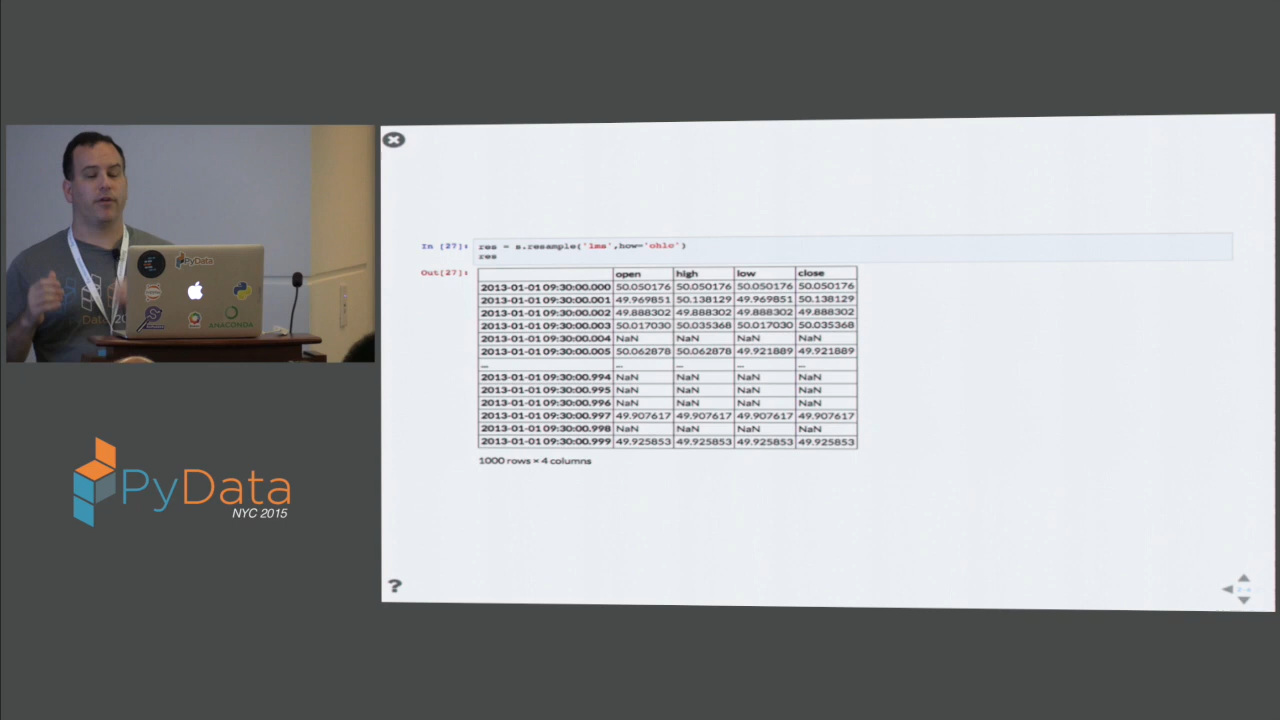 In [27]: res = s.resample('1ms',how='ohlc')
res
Out[27]:
open high low close
2013-01-01 09:30:00.000 50.050176 50.050176 50.050176 50.050176
2013-01-01 09:30:00.001 49.969851 50.138129 49.969851 50.138129
2013-01-01 09:30:00.002 49.888302 49.888302 49.888302 49.888302
2013-01-01 09:30:00.003 50.017030 50.035368 50.017030 50.035368
2013-01-01 09:30:00.004 NaN NaN NaN NaN
2013-01-01 09:30:00.005 50.062878 50.062878 49.921889 49.921889
... ... ... ... ...
2013-01-01 09:30:00.994 NaN NaN NaN NaN
2013-01-01 09:30:00.995 NaN NaN NaN NaN
2013-01-01 09:30:00.996 NaN NaN NaN NaN
2013-01-01 09:30:00.997 49.907617 49.907617 49.907617 49.907617
2013-01-01 09:30:00.998 NaN NaN NaN NaN
2013-01-01 09:30:00.999 49.925853 49.925853 49.925853 49.925853
1000 rows × 4 columns
?
PyData
ANACONDA
PyData
NYC 2015